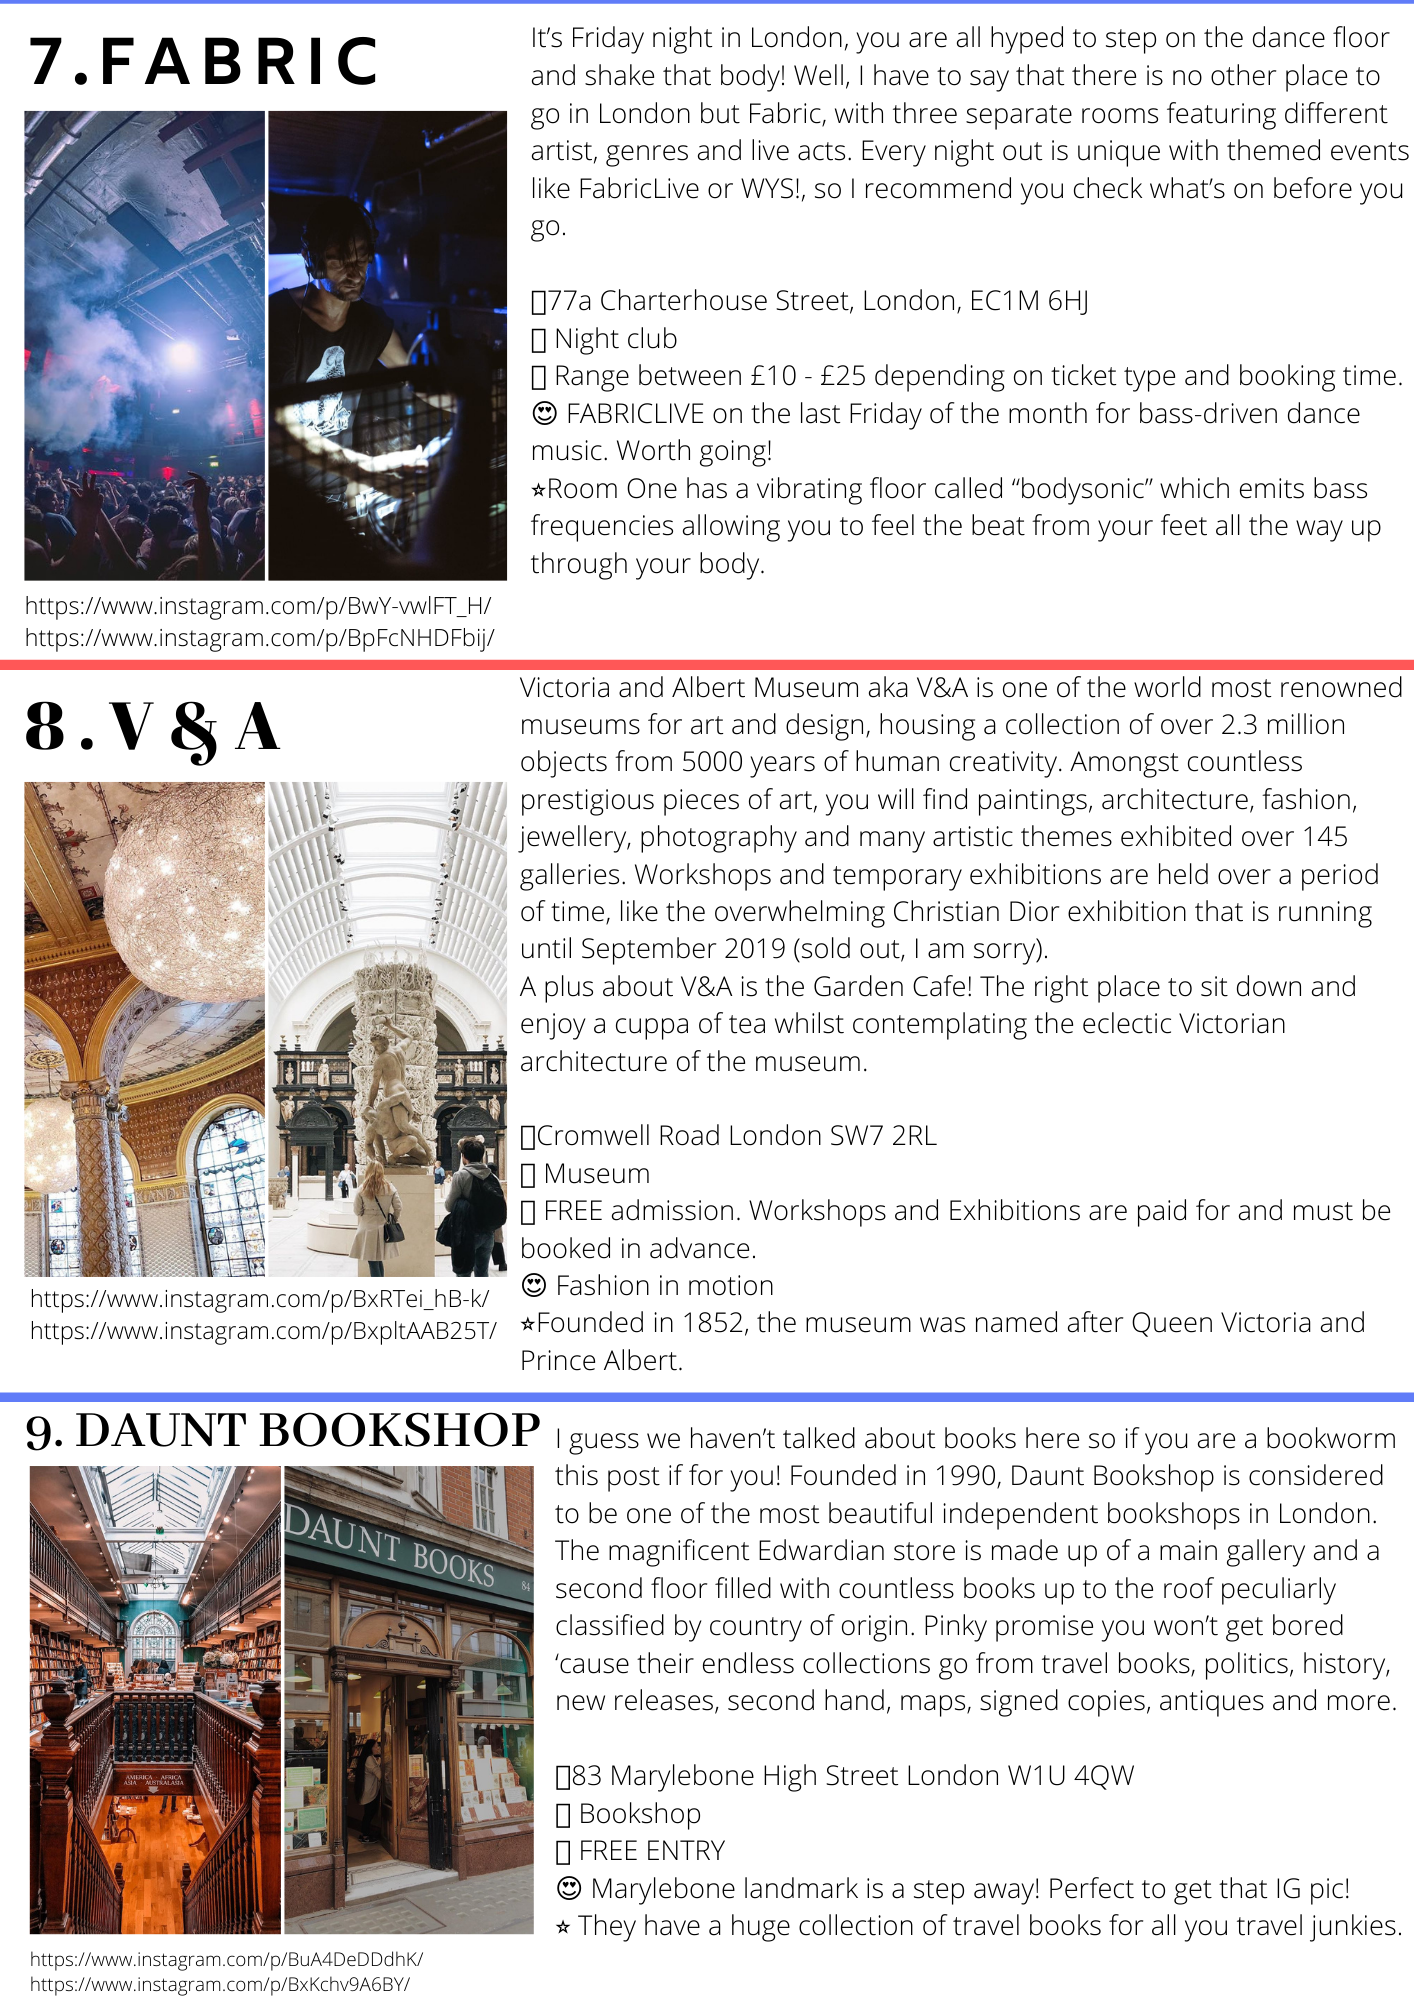 7.FABRIC
It’s Friday night in London, you are all hyped to step on the dance floor
and shake that body! Well, I have to say that there is no other place to
go in London but Fabric, with three separate rooms featuring different
artist, genres and live acts. Every night out is unique with themed events
like FabricLive or WYS!, so I recommend you check what’s on before you
go.
77a Charterhouse Street, London, EC1M 6HJ
Night club
Range between £10 - £25 depending on ticket type and booking time.
😍 FABRICLIVE on the last Friday of the month for bass-driven dance
music. Worth going!
⭐Room One has a vibrating floor called “bodysonic” which emits bass
frequencies allowing you to feel the beat from your feet all the way up
through your body.
https://www.instagram.com/p/BwY-vwlFT_H/
https://www.instagram.com/p/BpFcNHDFbij/
8.V&A
Victoria and Albert Museum aka V&A is one of the world most renowned
museums for art and design, housing a collection of over 2.3 million
objects from 5000 years of human creativity. Amongst countless
prestigious pieces of art, you will find paintings, architecture, fashion,
jewellery, photography and many artistic themes exhibited over 145
galleries. Workshops and temporary exhibitions are held over a period
of time, like the overwhelming Christian Dior exhibition that is running
until September 2019 (sold out, I am sorry).
A plus about V&A is the Garden Cafe! The right place to sit down and
enjoy a cuppa of tea whilst contemplating the eclectic Victorian
architecture of the museum.
Cromwell Road London SW7 2RL
Museum
FREE admission. Workshops and Exhibitions are paid for and must be
booked in advance.
😍 Fashion in motion
⭐Founded in 1852, the museum was named after Queen Victoria and
Prince Albert.
https://www.instagram.com/p/BxRTei_hB-k/
https://www.instagram.com/p/BxpltAAB25T/
9. DAUNT BOOKSHOP
I guess we haven’t talked about books here so if you are a bookworm
this post if for you! Founded in 1990, Daunt Bookshop is considered
to be one of the most beautiful independent bookshops in London.
The magnificent Edwardian store is made up of a main gallery and a
second floor filled with countless books up to the roof peculiarly
classified by country of origin. Pinky promise you won’t get bored
‘cause their endless collections go from travel books, politics, history,
new releases, second hand, maps, signed copies, antiques and more.
83 Marylebone High Street London W1U 4QW
Bookshop
FREE ENTRY
😍 Marylebone landmark is a step away! Perfect to get that IG pic!
⭐ They have a huge collection of travel books for all you travel junkies.
AMERICA AFRICA
ASIA AUSTRALASIA
DAUNT BOOKS 84
https://www.instagram.com/p/BuA4DeDDdhK/
https://www.instagram.com/p/BxKchv9A6BY/